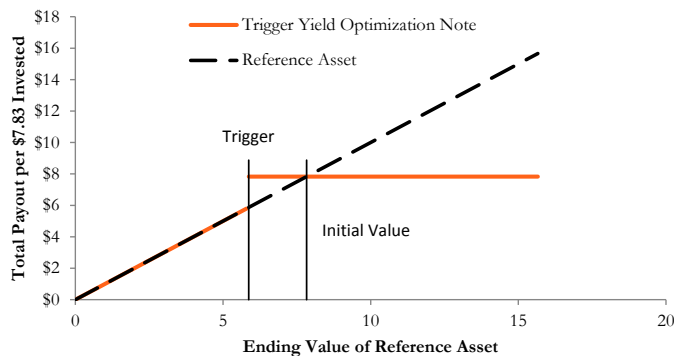 $18
$16
$14
$12
$10
$8
$6
$4
$2
$0
Total Payout per $7.83 Invested
Trigger Yield Optimization Note
Reference Asset
Trigger
Initial Value
0
5
10
15
20
Ending Value of Reference Asset